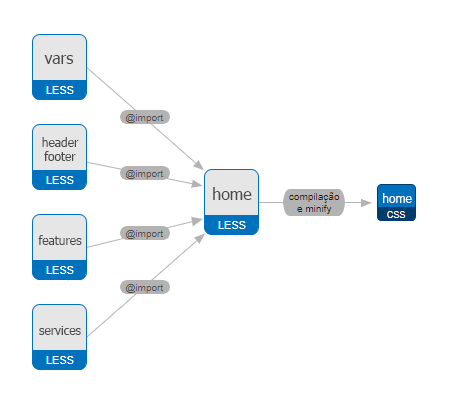 vars
LESS
@import
header
footer
LESS
@import
home
LESS
compilação
e minify
home
CSS
features
LESS
@import
services
LESS
@import